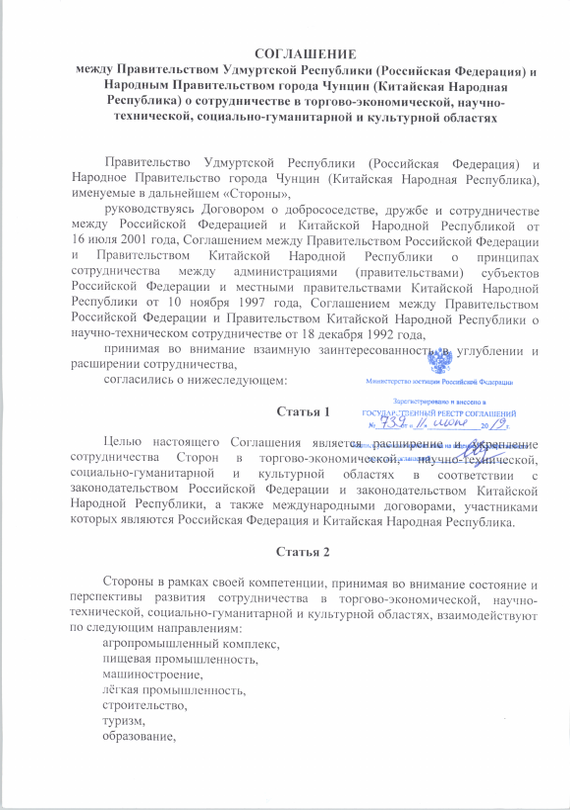 СОГЛАШЕНИЕ
между Правительством Удмуртской Республики (Российская Федерация) и
Народным Правительством города Чунцин (Китайская Народная
Республика) о сотрудничестве в торгово-экономической, научно-
технической, социально-гуманитарной и культурной областях
Правительство Удмуртской Республики (Российская Федерация) и
Народное Правительство города Чунцин (Китайская Народная Республика),
именуемые в дальнейшем «Стороны»,
руководствуясь Договором о добрососедстве, дружбе и сотрудничестве
между Российской Федерацией и Китайской Народной Республикой от
16 июля 2001 года, Соглашением между Правительством Российской Федерации
и Правительством Китайской Народной Республики о принципах
сотрудничества между администрациями (правительствами) субъектов
Российской Федерации и местными правительствами Китайской Народной
Республики от 10 ноября 1997 года, Соглашением между Правительством
Российской Федерации и Правительством Китайской Народной Республики о
научно-техническом сотрудничестве от 18 декабря 1992 года,
принимая во внимание взаимную заинтересованность в углублении и
расширении сотрудничества,
согласились о нижеследующем:
Министерство юстиции Российской Федерации
Зарегистрировано и внесено в
ГОСУДАРСТВЕННЫЙ РЕЕСТР СОГЛАШЕНИЙ
№ 739 от « 11 » июня 2019 г.
Статья 1
Целью настоящего Соглашения является расширение и укрепление
сотрудничества Сторон в торгово-экономической, научно-технической,
социально-гуманитарной и культурной областях в соответствии с
законодательством Российской Федерации и законодательством Китайской
Народной Республики, а также международными договорами, участниками
которых являются Российская Федерация и Китайская Народная Республика.
Статья 2
Стороны в рамках своей компетенции, принимая во внимание состояние и
перспективы развития сотрудничества в торгово-экономической, научно-
технической, социально-гуманитарной и культурной областях, взаимодействуют
по следующим направлениям:
агропромышленный комплекс,
пищевая промышленность,
машиностроение,
лёгкая промышленность,
строительство,
туризм,
образование,